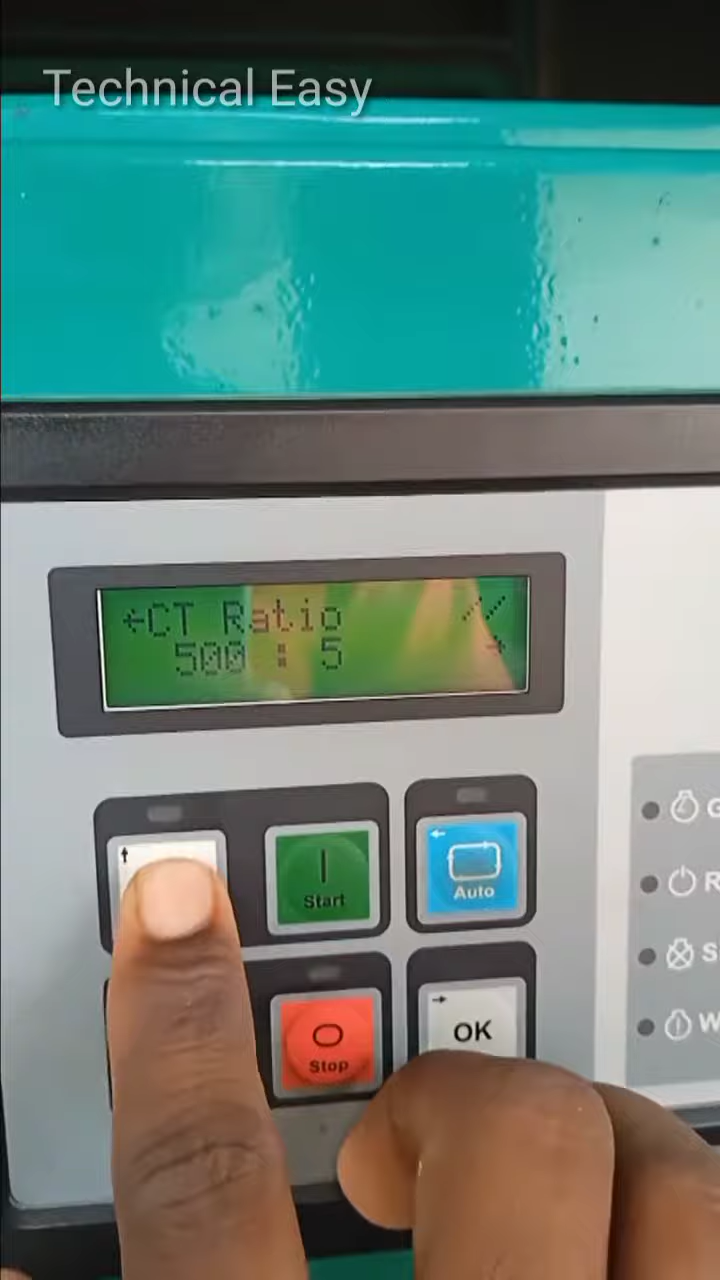 Technical Easy
←CT Ratio
500 : 5 →
↑
Start
←
Auto
Stop
→
OK
G
R
S
W